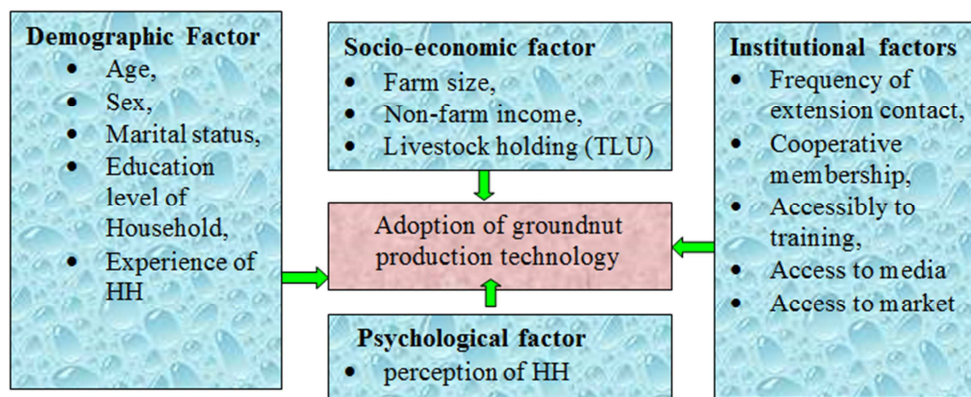 Demographic Factor
• Age,
• Sex,
• Marital status,
• Education
level of
Household,
• Experience of
HH
Socio-economic factor
• Farm size,
• Non-farm income,
• Livestock holding (TLU)
Adoption of groundnut
production technology
Psychological factor
• perception of HH
Institutional factors
• Frequency of
extension contact,
• Cooperative
membership,
• Accessibly to
training,
• Access to media
• Access to market